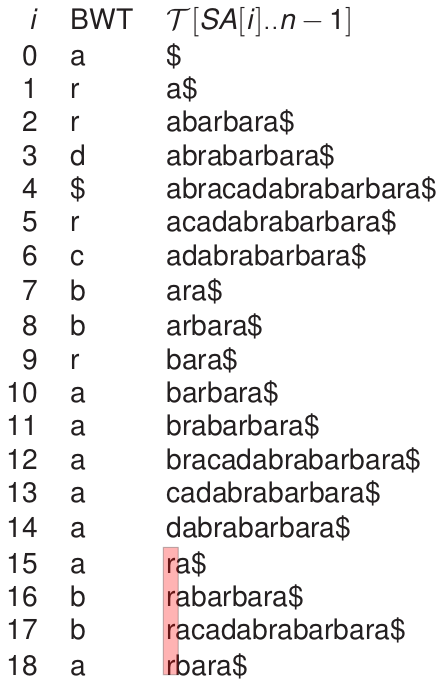 i BWT 𝒯[SA[i]..n − 1]
0 a $
1 r a$
2 r abarbara$
3 d abrabarbara$
4 $ abracadabrabarbara$
5 r acadabrabarbara$
6 c adabrabarbara$
7 b ara$
8 b arbara$
9 r bara$
10 a barbara$
11 a brabarbara$
12 a bracadabrabarbara$
13 a cadabrabarbara$
14 a dabrabarbara$
15 a ra$
16 b rabarbara$
17 b racadabrabarbara$
18 a rbara$